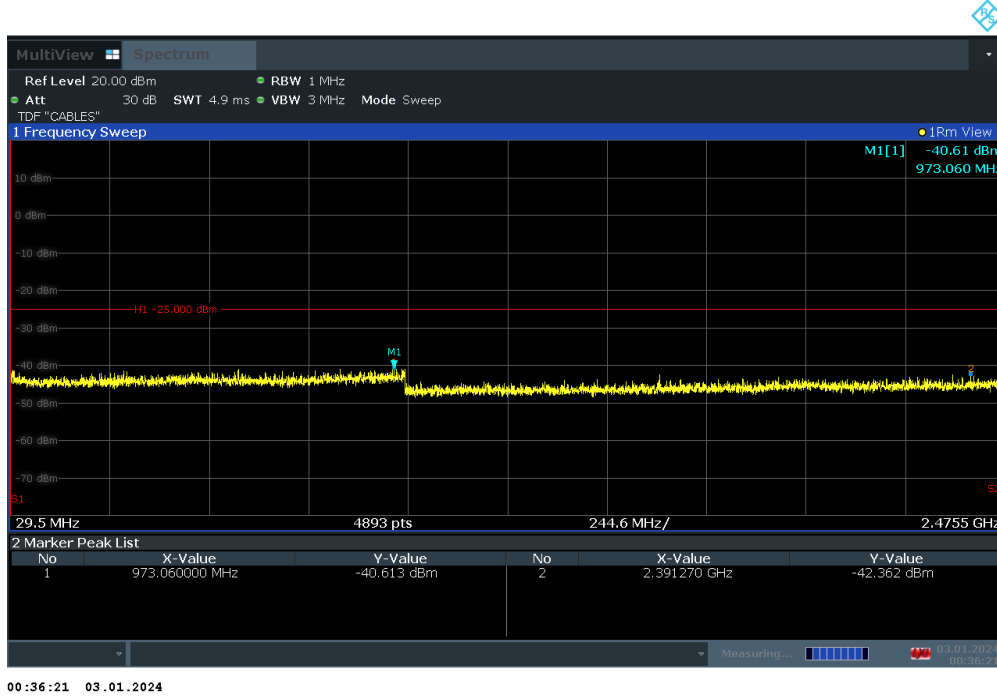 R S
MultiView Spectrum
Ref Level 20.00 dBm RBW 1 MHz
Att 30 dB SWT 4.9 ms VBW 3 MHz Mode Sweep
TDF "CABLES"
1 Frequency Sweep 1Rm View
M1[1] -40.61 dBm
973.060 MHz
10 dBm
0 dBm
-10 dBm
-20 dBm
H1 -25.000 dBm
-30 dBm
M1
-40 dBm
2
-50 dBm
-60 dBm
-70 dBm
S1 S2
29.5 MHz 4893 pts 244.6 MHz/ 2.4755 GHz
2 Marker Peak List
No X-Value Y-Value No X-Value Y-Value
1 973.060000 MHz -40.613 dBm 2 2.391270 GHz -42.362 dBm
Measuring... 03.01.2024
00:36:21
00:36:21 03.01.2024